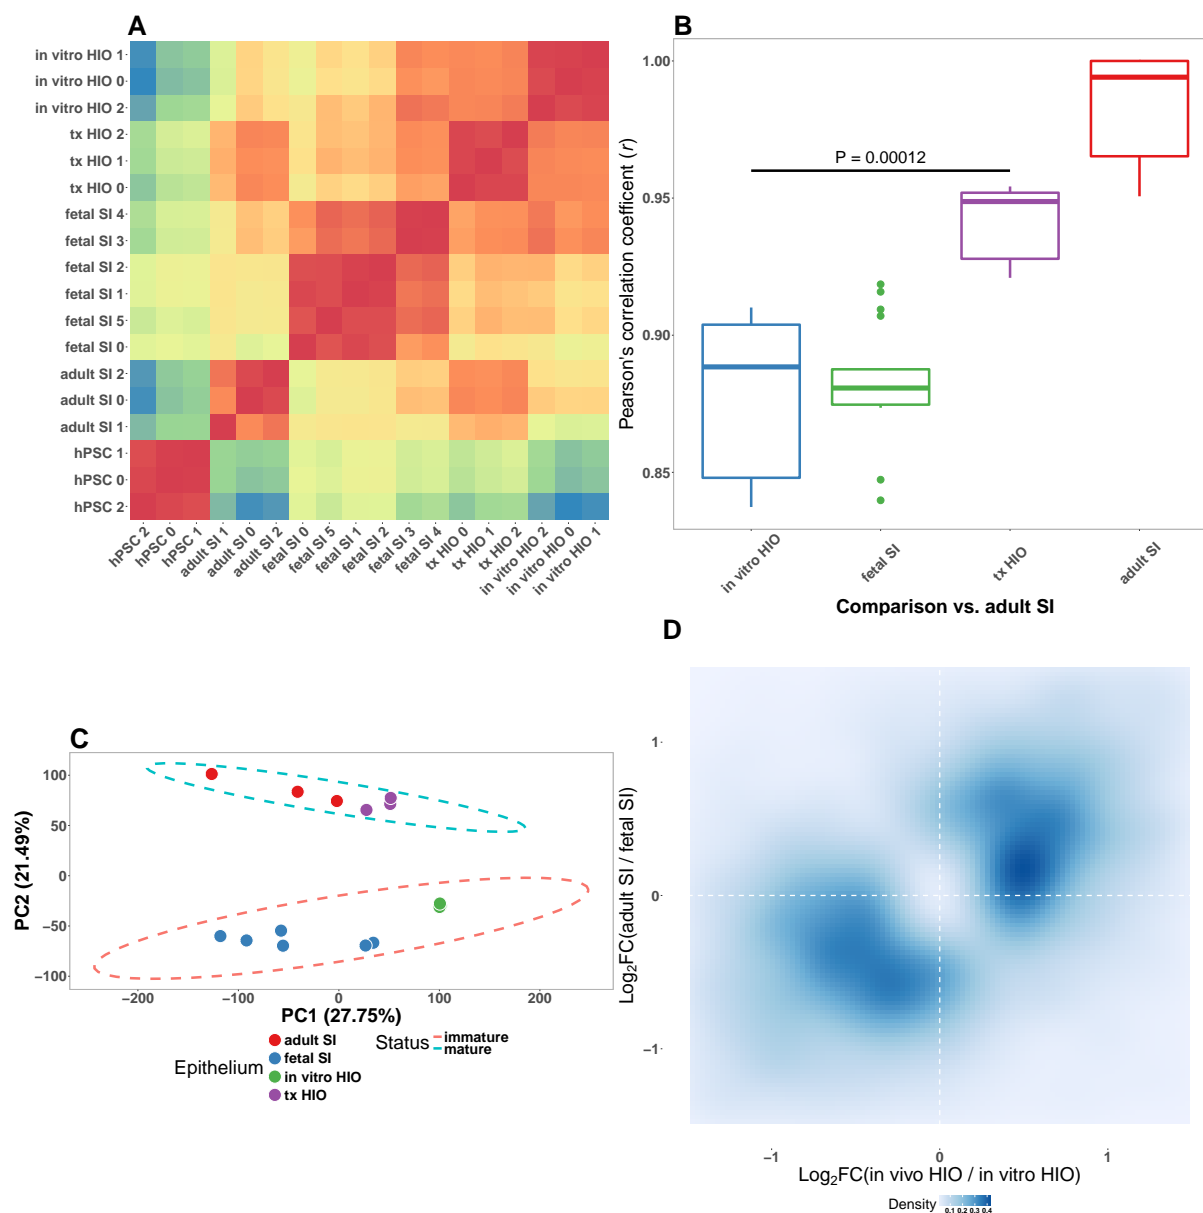 A
in vitro HIO 1
in vitro HIO 0
in vitro HIO 2
tx HIO 2
tx HIO 1
tx HIO 0
fetal SI 4
fetal SI 3
fetal SI 2
fetal SI 1
fetal SI 5
fetal SI 0
adult SI 2
adult SI 0
adult SI 1
hPSC 1
hPSC 0
hPSC 2
hPSC 2
hPSC 0
hPSC 1
adult SI 1
adult SI 0
adult SI 2
fetal SI 0
fetal SI 5
fetal SI 1
fetal SI 2
fetal SI 3
fetal SI 4
tx HIO 0
tx HIO 1
tx HIO 2
in vitro HIO 2
in vitro HIO 0
in vitro HIO 1
B
Pearson's correlation coefficent (r)
1.00
0.95
0.90
0.85
P = 0.00012
in vitro HIO
fetal SI
tx HIO
adult SI
Comparison vs. adult SI
C
PC2 (21.49%)
100
50
0
−50
−100
−200
−100
0
100
200
PC1 (27.75%)
Epithelium
adult SI
fetal SI
in vitro HIO
tx HIO
Status
immature
mature
D
Log₂FC(adult SI / fetal SI)
1
0
−1
−1
0
1
Log₂FC(in vivo HIO / in vitro HIO)
Density
0.1 0.2 0.3 0.4